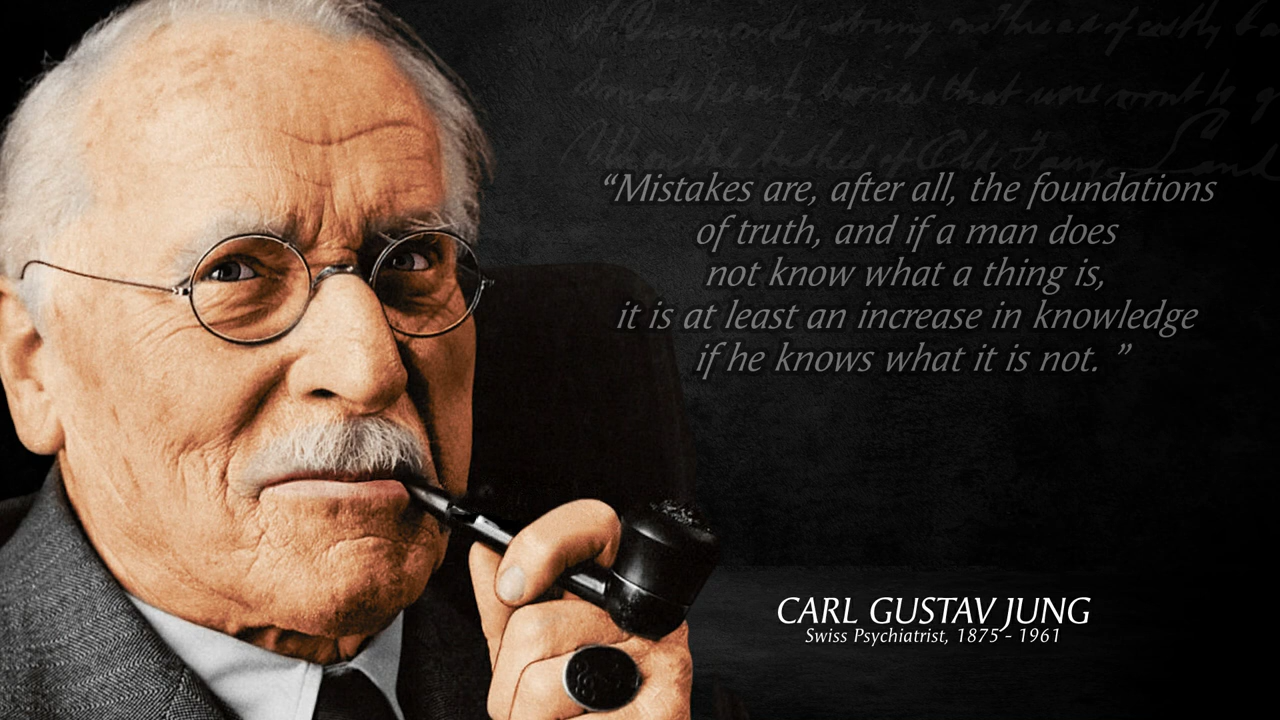 “Mistakes are, after all, the foundations
of truth, and if a man does
not know what a thing is,
it is at least an increase in knowledge
if he knows what it is not. ”
CARL GUSTAV JUNG
Swiss Psychiatrist, 1875 - 1961